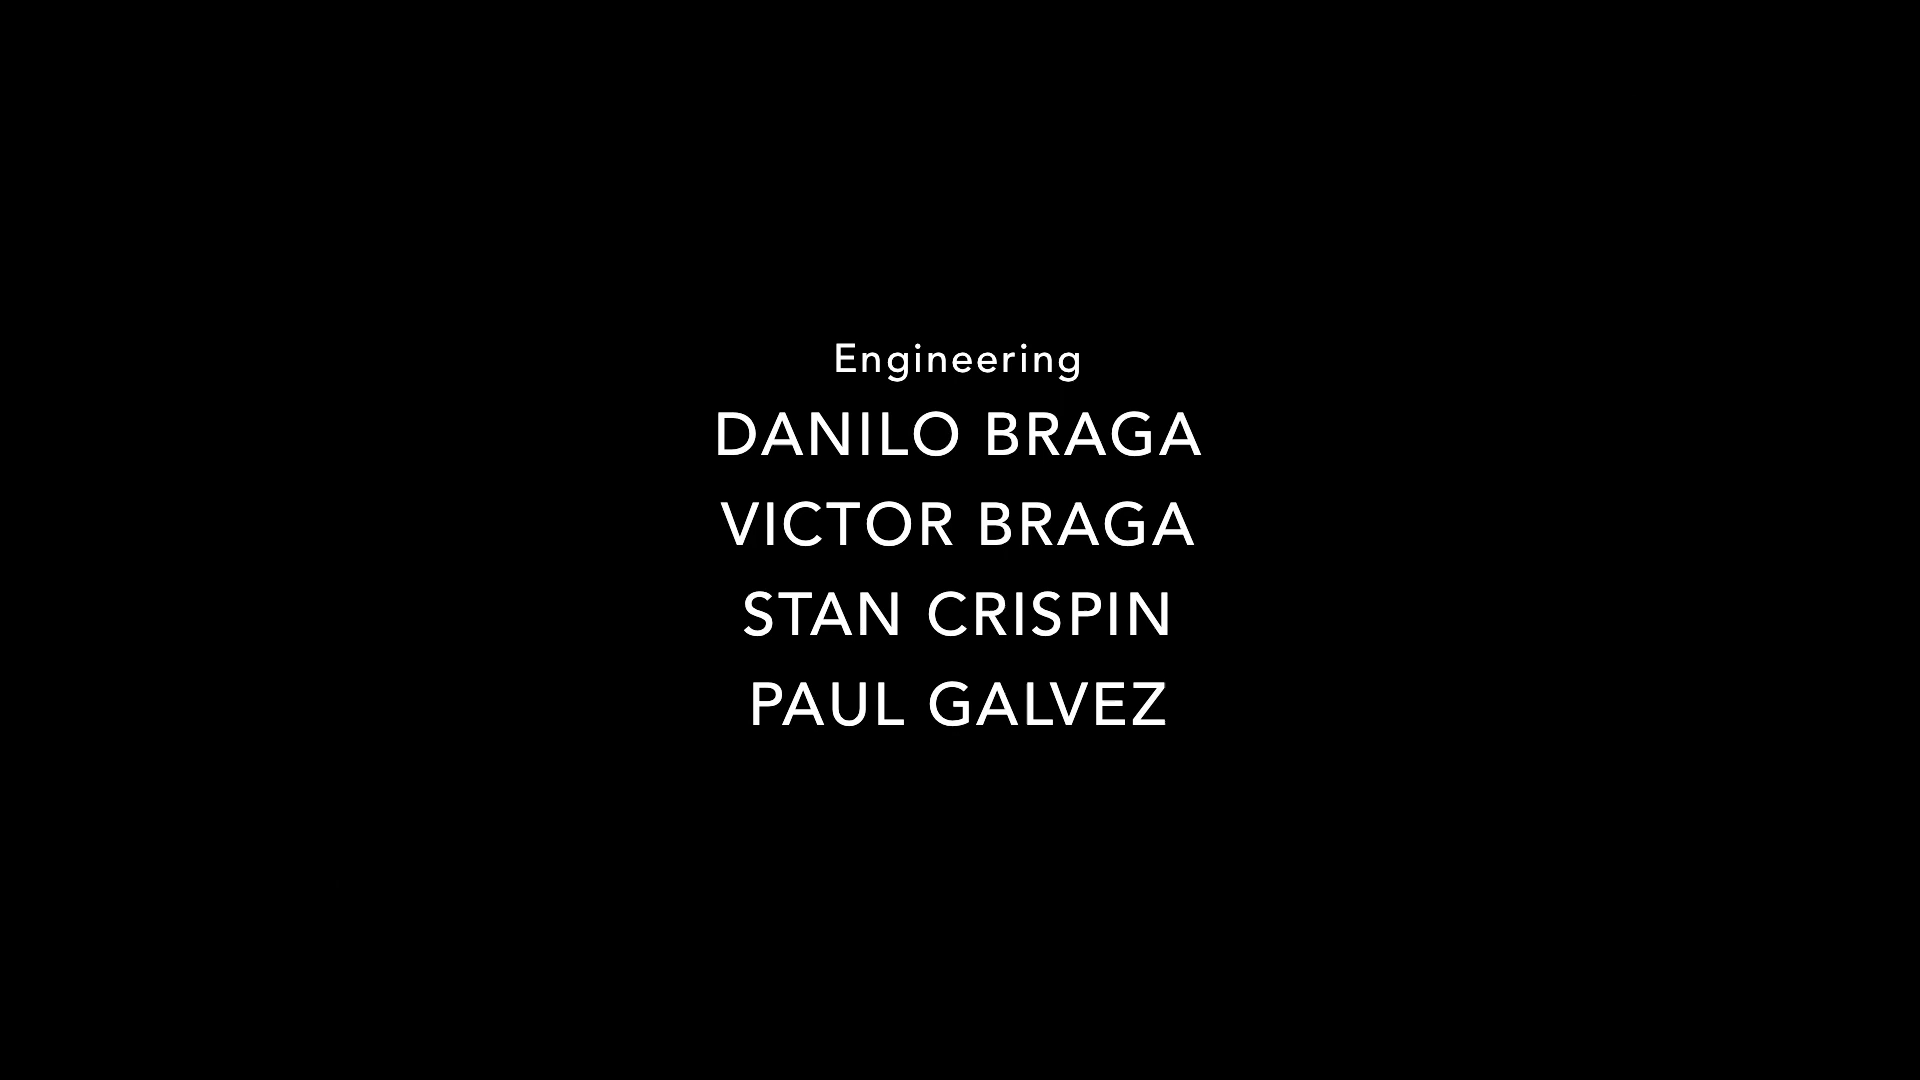 Engineering
DANILO BRAGA
VICTOR BRAGA
STAN CRISPIN
PAUL GALVEZ